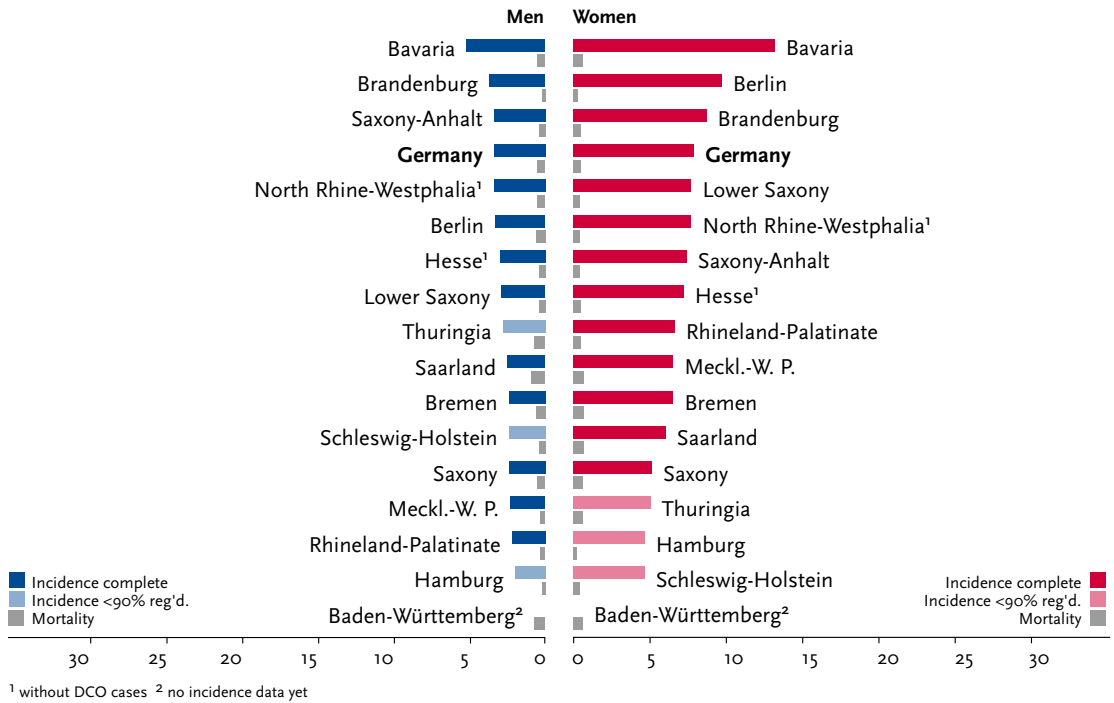 Men Women
Bavaria Bavaria
Brandenburg Berlin
Saxony-Anhalt Brandenburg
Germany Germany
North Rhine-Westphalia¹ Lower Saxony
Berlin North Rhine-Westphalia¹
Hesse¹ Saxony-Anhalt
Lower Saxony Hesse¹
Thuringia Rhineland-Palatinate
Saarland Meckl.-W. P.
Bremen Bremen
Schleswig-Holstein Saarland
Saxony Saxony
Meckl.-W. P. Thuringia
Rhineland-Palatinate Hamburg
Hamburg Schleswig-Holstein
Baden-Württemberg² Baden-Württemberg²
Incidence complete Incidence complete
Incidence <90% reg'd. Incidence <90% reg'd.
Mortality Mortality
30 25 20 15 10 5 0 0 5 10 15 20 25 30
¹ without DCO cases ² no incidence data yet